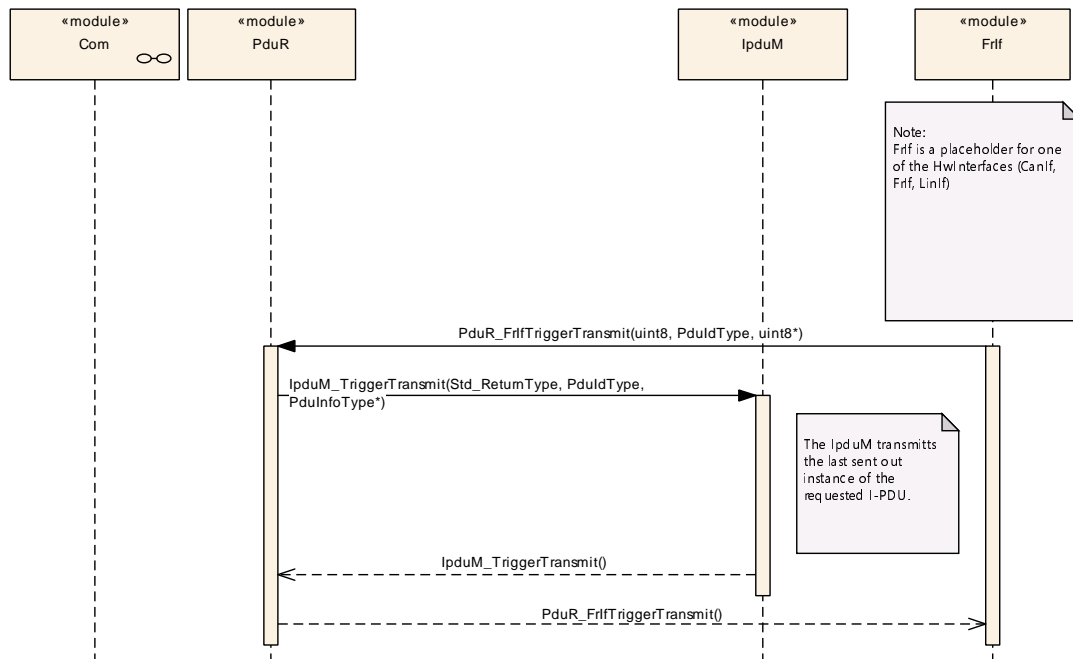 «module»
Com
«module»
PduR
«module»
IpduM
«module»
FrIf
Note:
FrIf is a placeholder for one
of the HwInterfaces (CanIf,
FrIf, LinIf)
PduR_FrIfTriggerTransmit(uint8, PduIdType, uint8*)
IpduM_TriggerTransmit(Std_ReturnType, PduIdType,
PduInfoType*)
The IpduM transmitts
the last sent out
instance of the
requested I-PDU.
IpduM_TriggerTransmit()
PduR_FrIfTriggerTransmit()